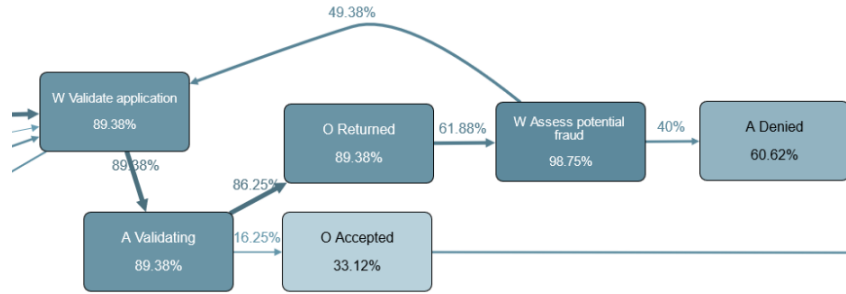 49.38%
W Validate application
89.38%
89.38%
O Returned
89.38%
61.88%
W Assess potential
fraud
98.75%
40%
A Denied
60.62%
86.25%
A Validating
89.38%
16.25%
O Accepted
33.12%